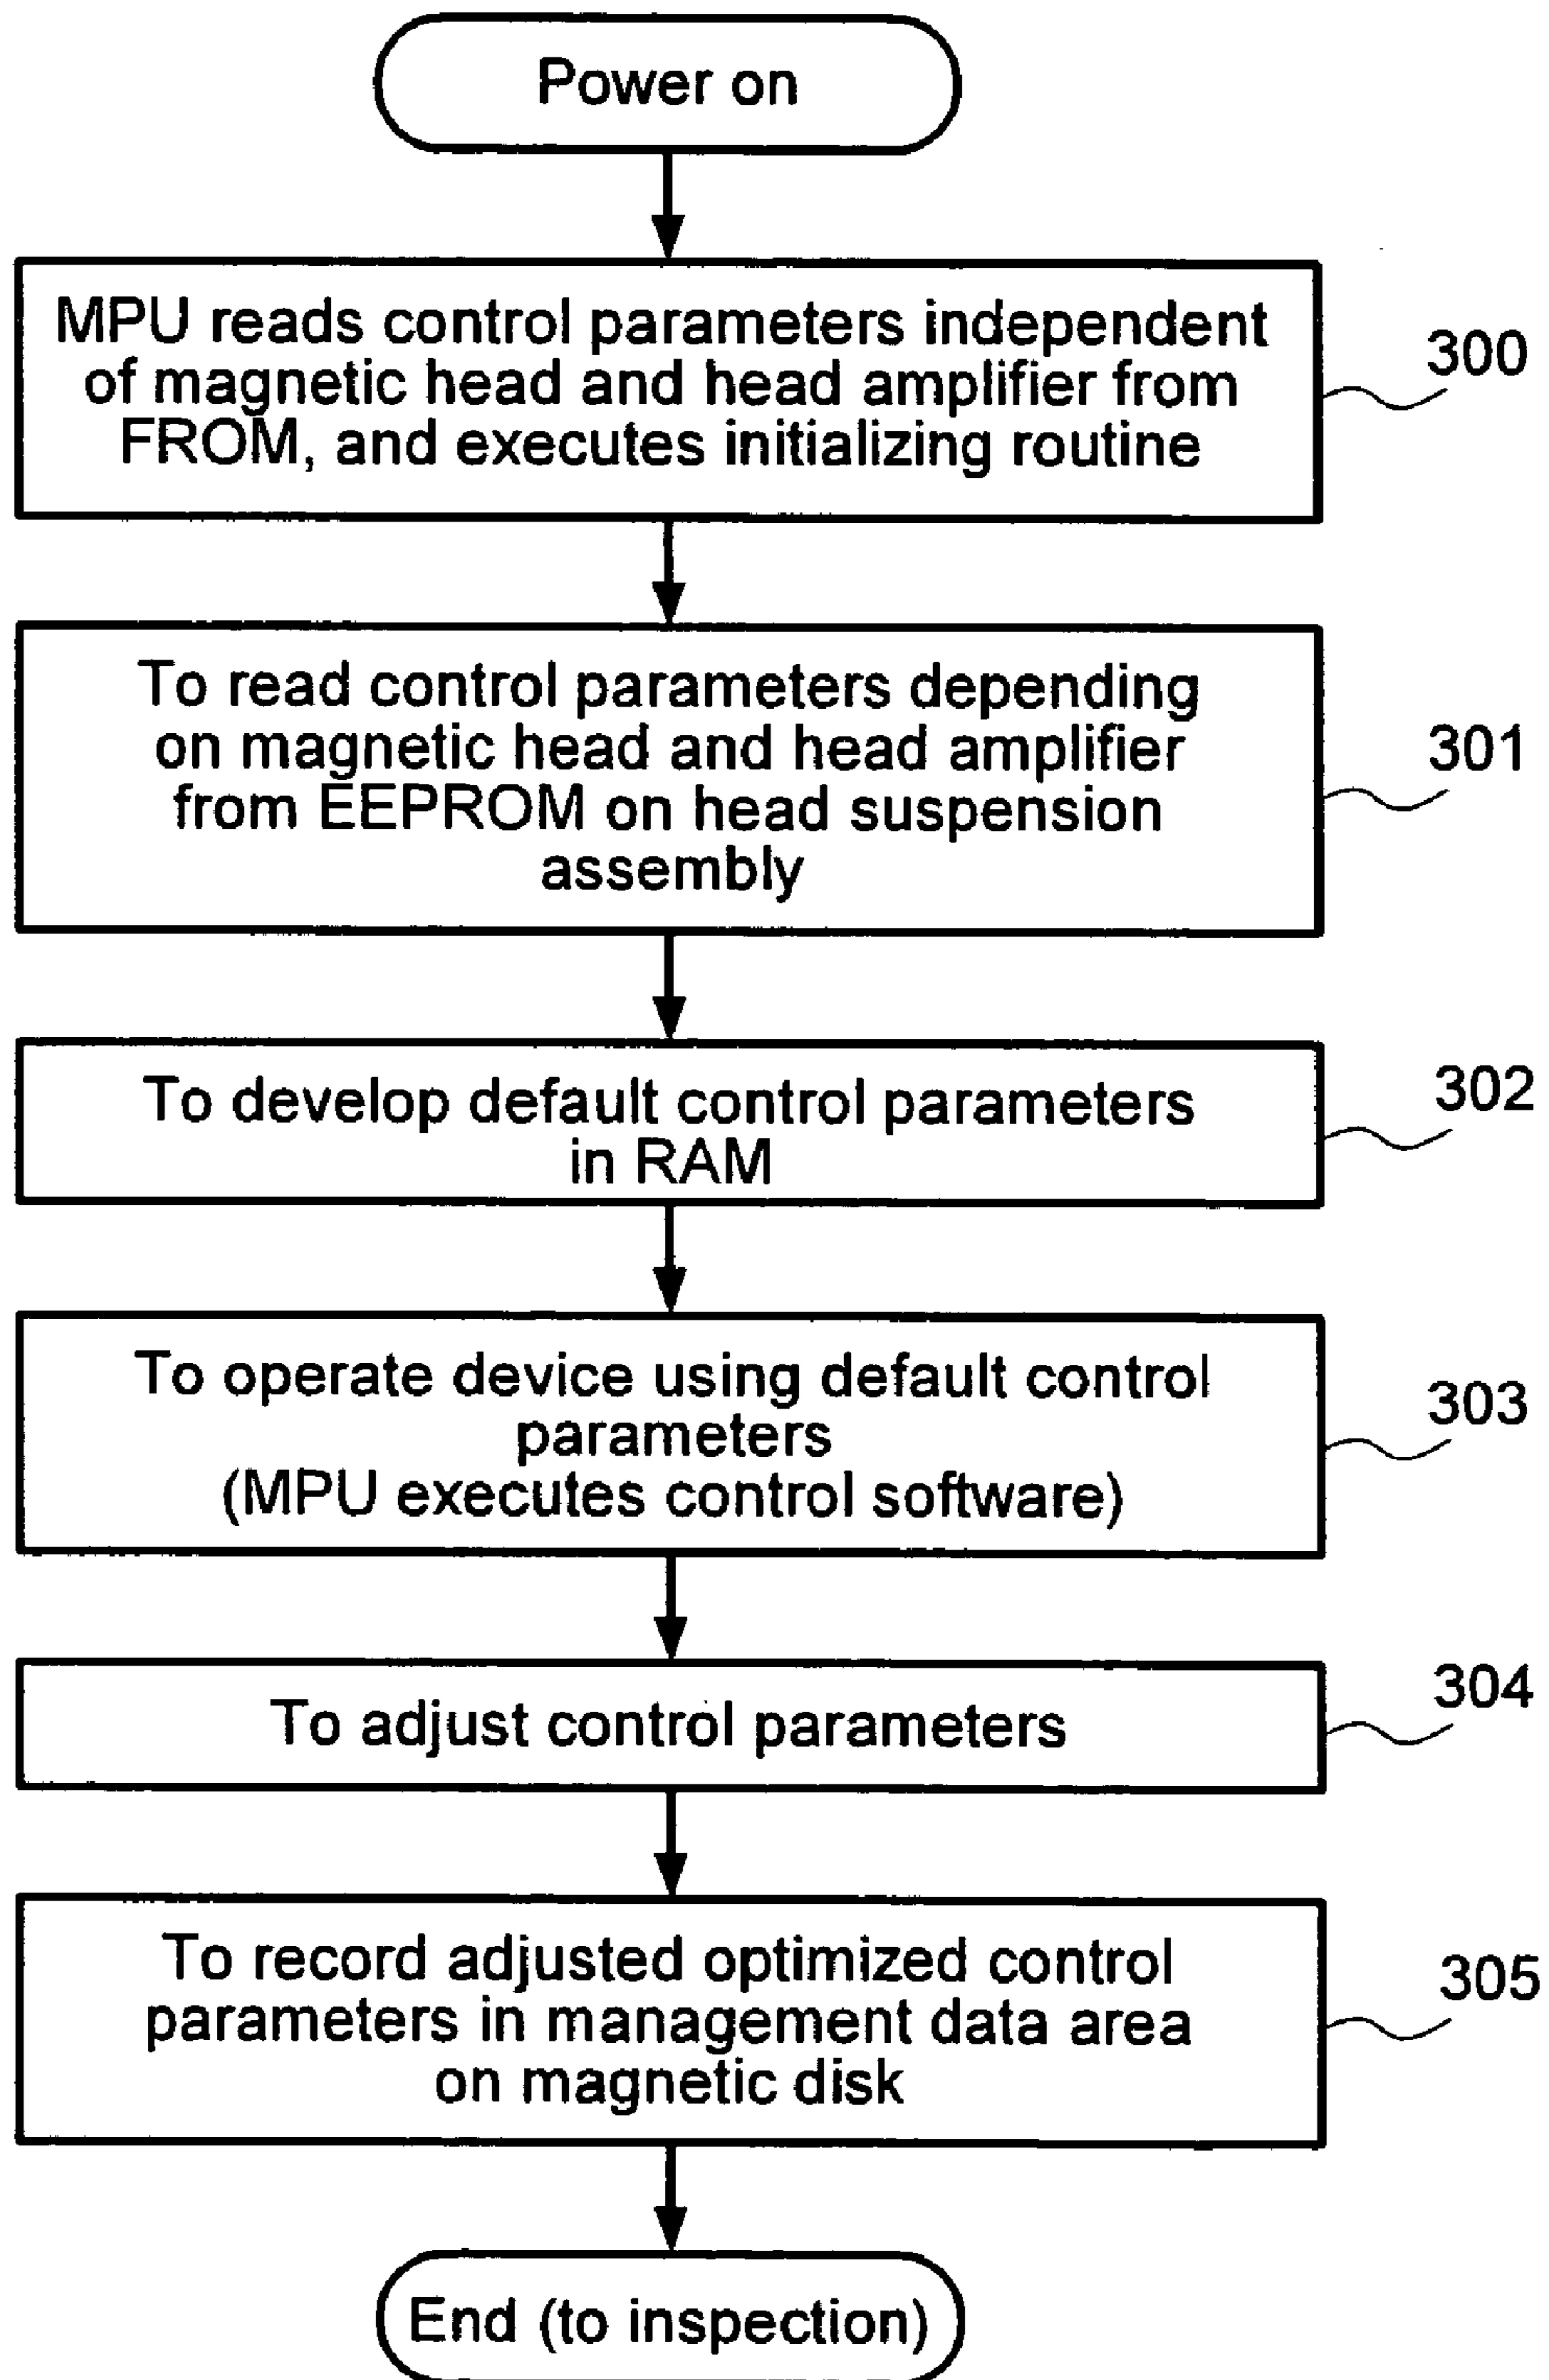 Power on
MPU reads control parameters independent
of magnetic head and head amplifier from
FROM, and executes initializing routine
300
To read control parameters depending
on magnetic head and head amplifier
from EEPROM on head suspension
assembly
301
To develop default control parameters
in RAM
302
To operate device using default control
parameters
(MPU executes control software)
303
To adjust control parameters
304
To record adjusted optimized control
parameters in management data area
on magnetic disk
305
End (to inspection)